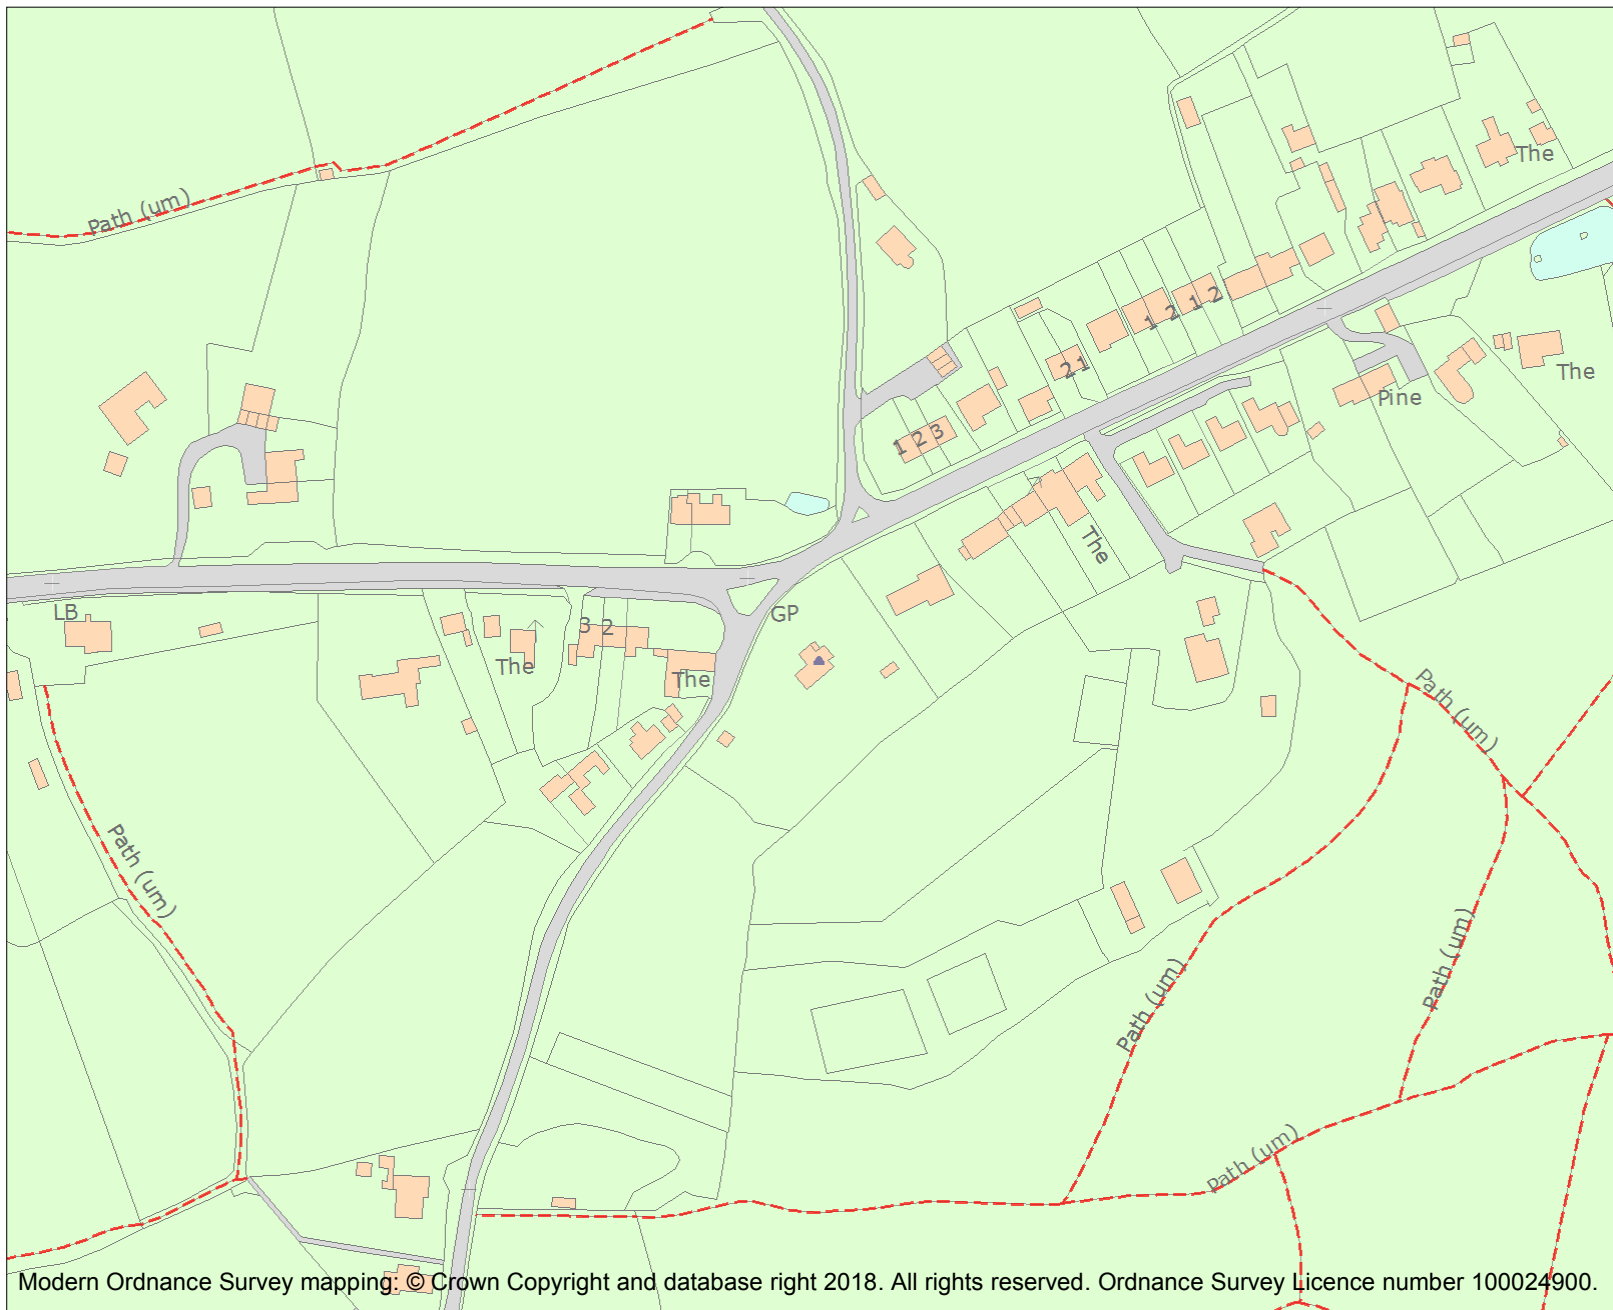 The
Path (um)
1 2
1 2
2 1
The
Pine
1 2 3
The
LB
GP
3 2
The
The
Path (um)
Path (um)
Path (um)
Path (um)
Path (um)
Modern Ordnance Survey mapping: © Crown Copyright and database right 2018. All rights reserved. Ordnance Survey Licence number 100024900.